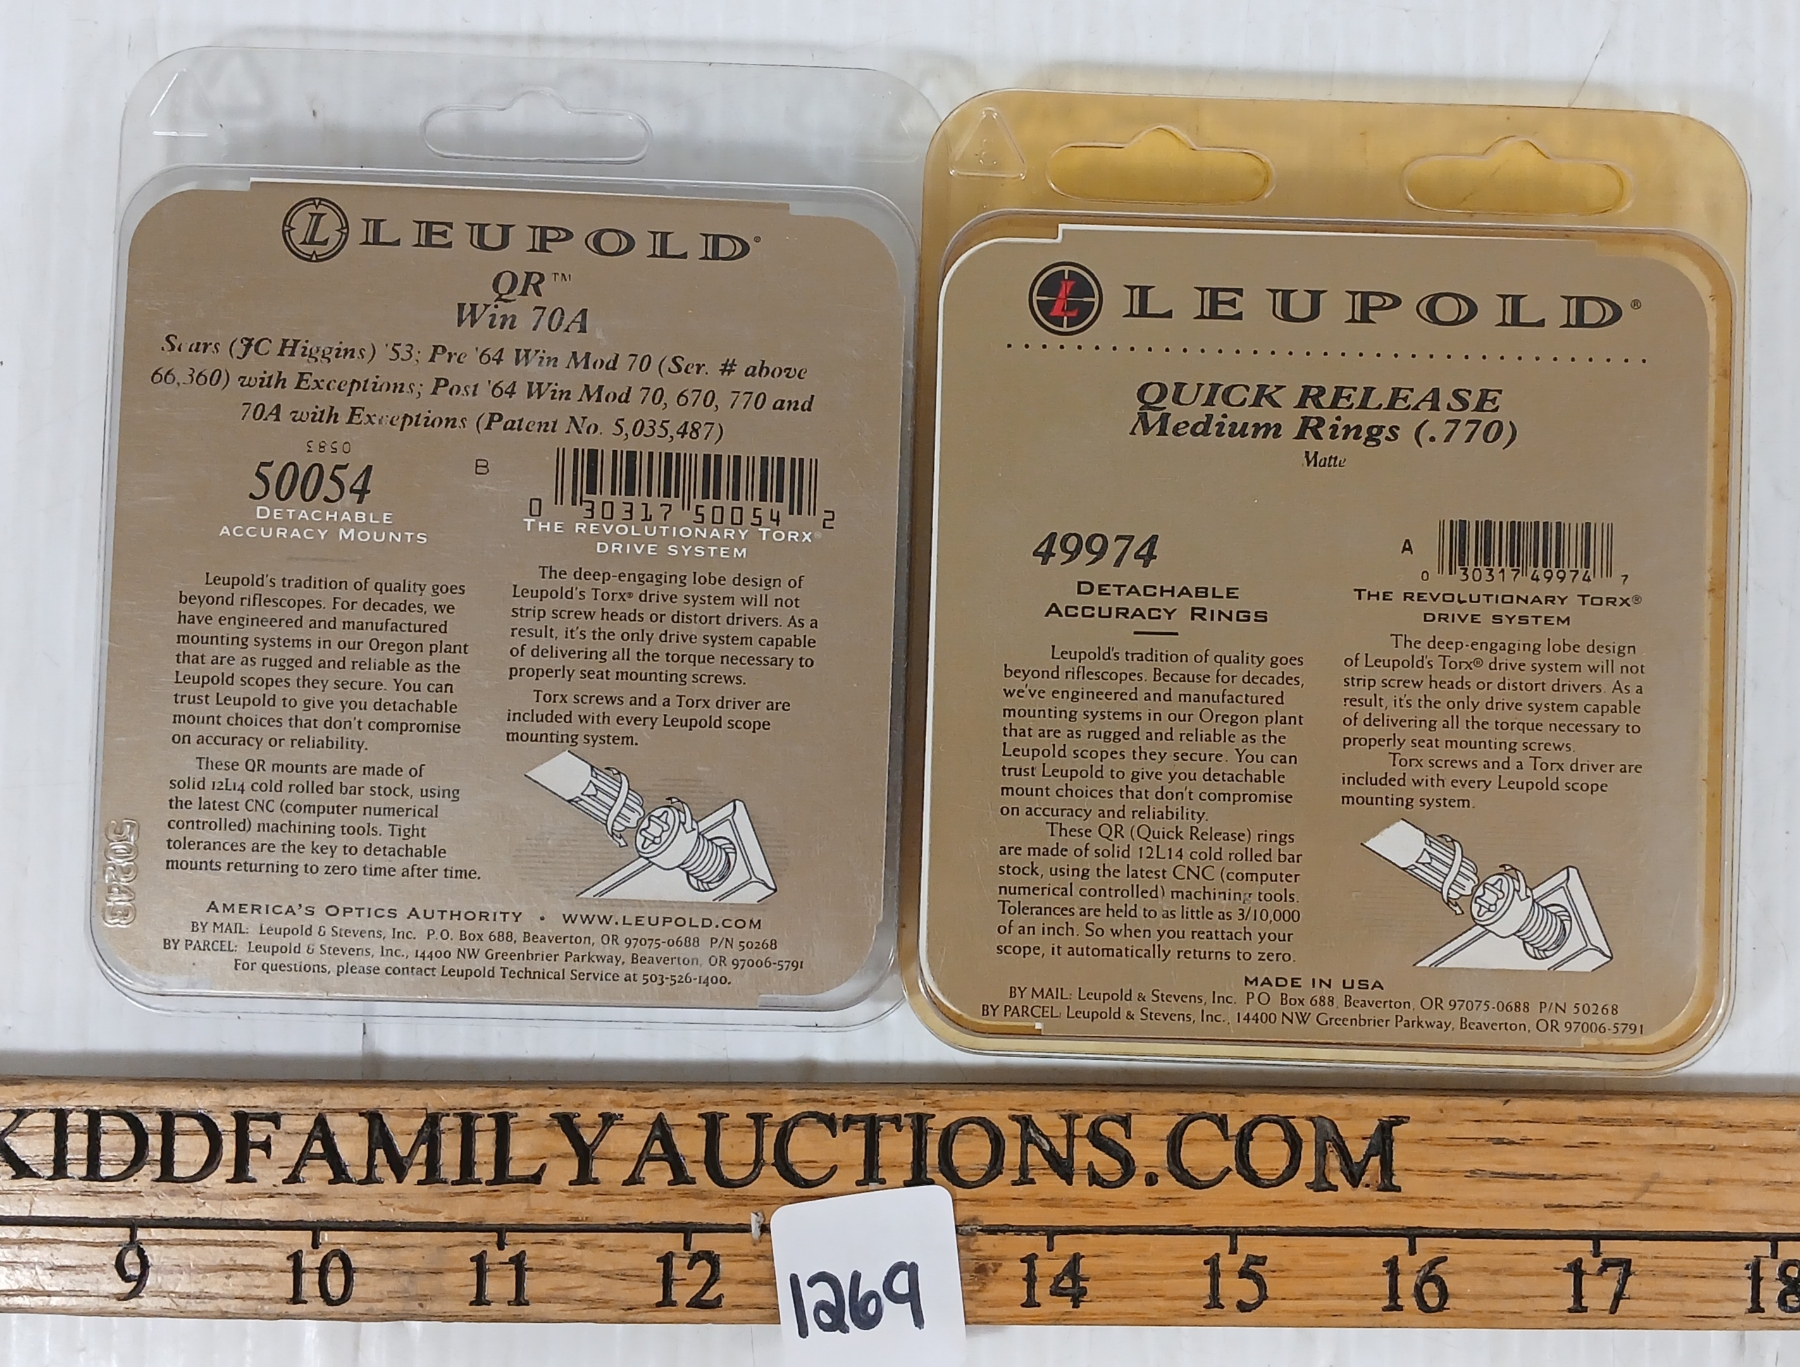 LEUPOLD®
QR™
Win 70A
Sears (JC Higgins) '53; Pre '64 Win Mod 70 (Ser. # above
66,360) with Exceptions; Post '64 Win Mod 70, 670, 770 and
70A with Exceptions (Patent No. 5,035,487)
0583
50054
B
0 30317 50054 2
DETACHABLE
ACCURACY MOUNTS
Leupold's tradition of quality goes
beyond riflescopes. For decades, we
have engineered and manufactured
mounting systems in our Oregon plant
that are as rugged and reliable as the
Leupold scopes they secure. You can
trust Leupold to give you detachable
mount choices that don't compromise
on accuracy or reliability.
These QR mounts are made of
solid 12L14 cold rolled bar stock, using
the latest CNC (computer numerical
controlled) machining tools. Tight
tolerances are the key to detachable
mounts returning to zero time after time.
THE REVOLUTIONARY TORX®
DRIVE SYSTEM
The deep-engaging lobe design of
Leupold's Torx® drive system will not
strip screw heads or distort drivers. As a
result, it's the only drive system capable
of delivering all the torque necessary to
properly seat mounting screws.
Torx screws and a Torx driver are
included with every Leupold scope
mounting system.
AMERICA'S OPTICS AUTHORITY • WWW.LEUPOLD.COM
BY MAIL: Leupold & Stevens, Inc. P.O. Box 688, Beaverton, OR 97075-0688 P/N 50268
BY PARCEL: Leupold & Stevens, Inc., 14400 NW Greenbrier Parkway, Beaverton, OR 97006-5791
For questions, please contact Leupold Technical Service at 503-526-1400.
LEUPOLD®
QUICK RELEASE
Medium Rings (.770)
Matte
49974
A
0 30317 49974 7
DETACHABLE
ACCURACY RINGS
Leupold's tradition of quality goes
beyond riflescopes. Because for decades,
we've engineered and manufactured
mounting systems in our Oregon plant
that are as rugged and reliable as the
Leupold scopes they secure. You can
trust Leupold to give you detachable
mount choices that don't compromise
on accuracy and reliability.
These QR (Quick Release) rings
are made of solid 12L14 cold rolled bar
stock, using the latest CNC (computer
numerical controlled) machining tools.
Tolerances are held to as little as 3/10,000
of an inch. So when you reattach your
scope, it automatically returns to zero.
THE REVOLUTIONARY TORX®
DRIVE SYSTEM
The deep-engaging lobe design
of Leupold's Torx® drive system will not
strip screw heads or distort drivers. As a
result, it's the only drive system capable
of delivering all the torque necessary to
properly seat mounting screws.
Torx screws and a Torx driver are
included with every Leupold scope
mounting system.
MADE IN USA
BY MAIL: Leupold & Stevens, Inc. P O Box 688, Beaverton, OR 97075-0688 P/N 50268
BY PARCEL: Leupold & Stevens, Inc., 14400 NW Greenbrier Parkway, Beaverton, OR 97006-5791
KIDDFAMILYAUCTIONS.COM
9 10 11 12 14 15 16 17 18
1269